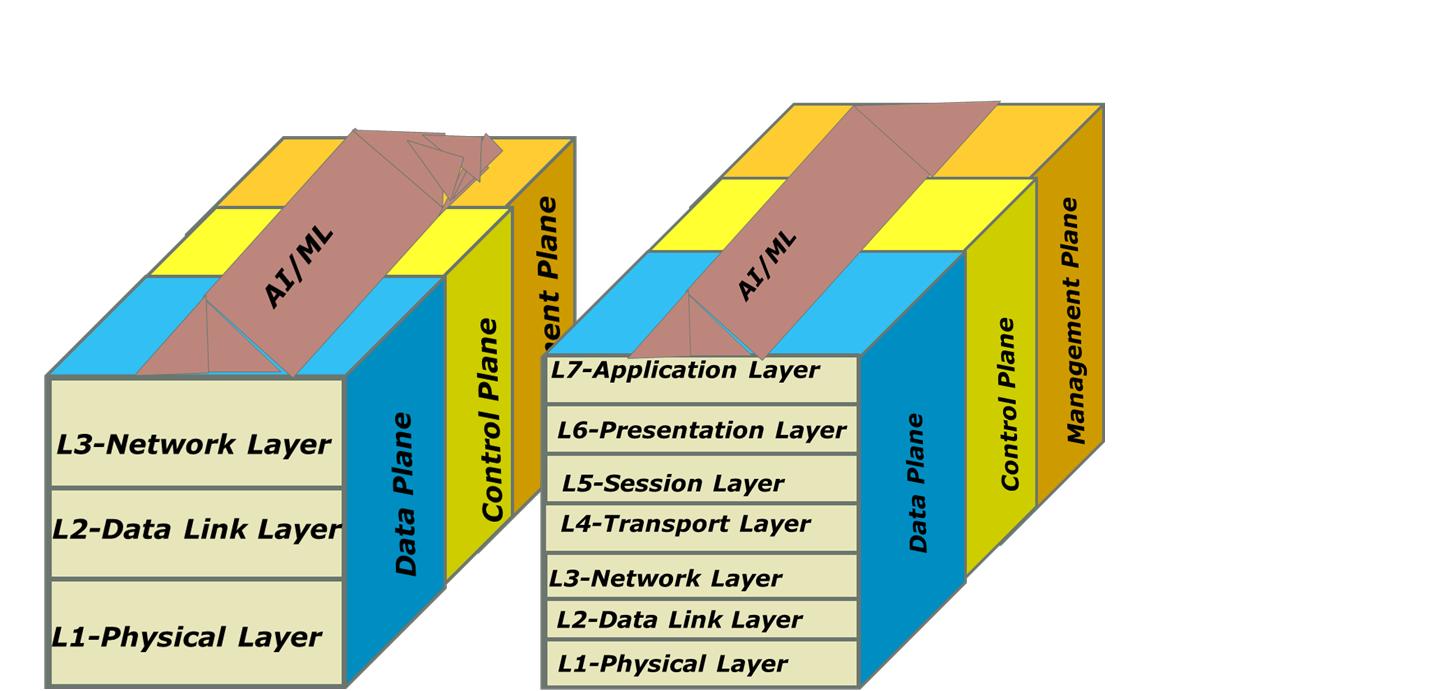 AI/ML
L3-Network Layer
L2-Data Link Layer
L1-Physical Layer
Data Plane
Control Plane
ent Plane
AI/ML
L7-Application Layer
L6-Presentation Layer
L5-Session Layer
L4-Transport Layer
L3-Network Layer
L2-Data Link Layer
L1-Physical Layer
Data Plane
Control Plane
Management Plane